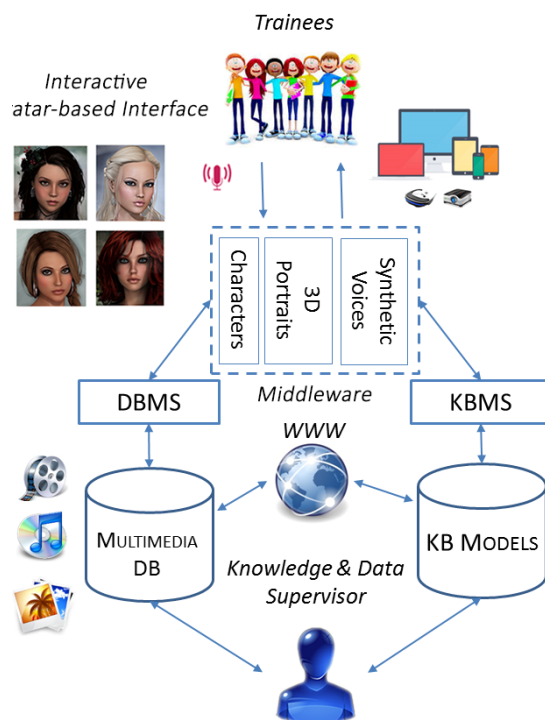 Trainees
Interactive
atar-based Interface
Characters
3D
Portraits
Synthetic
Voices
DBMS
Middleware
KBMS
WWW
MULTIMEDIA
DB
KB MODELS
Knowledge & Data
Supervisor